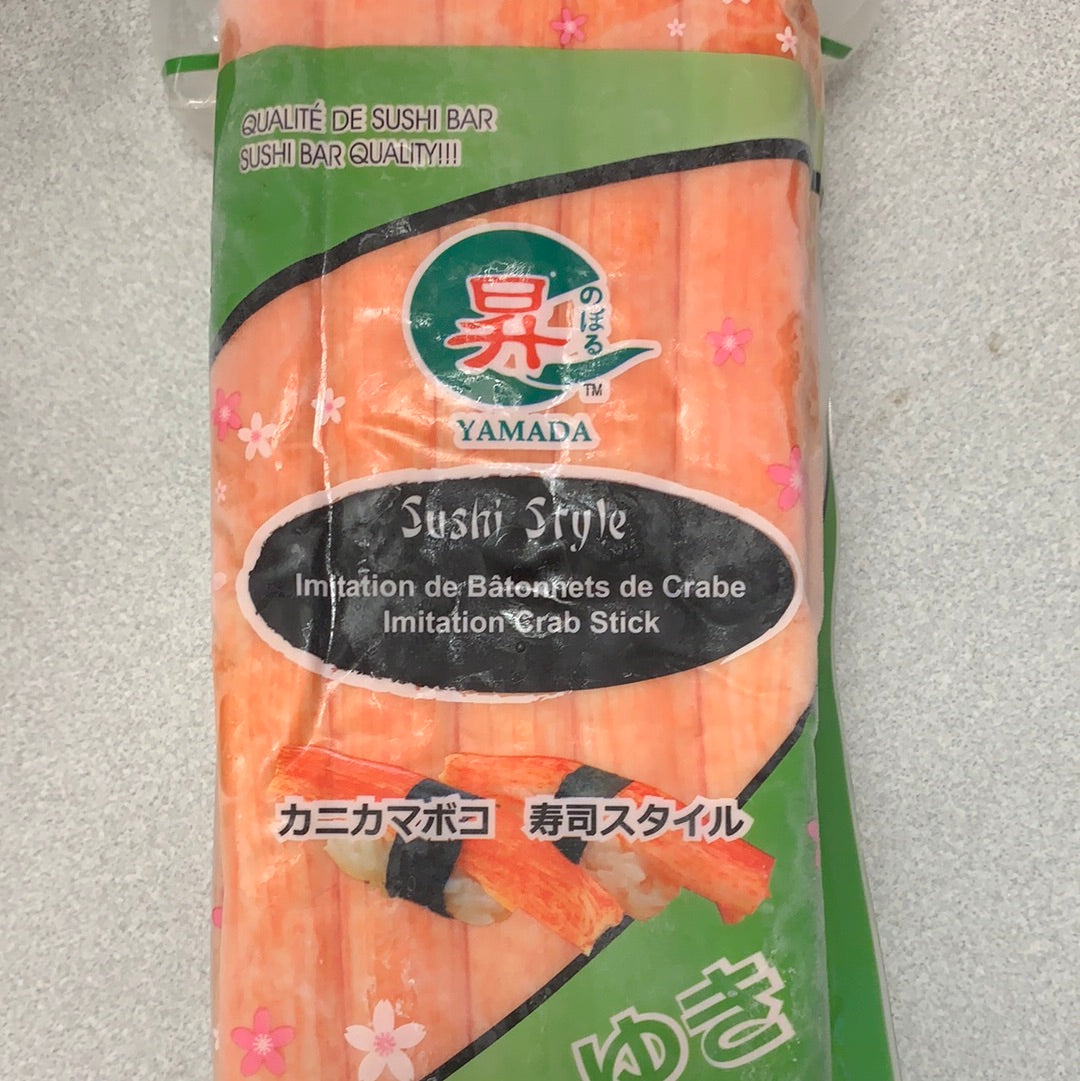 QUALITÉ DE SUSHI BAR
SUSHI BAR QUALITY!!!
昇
のぼる
TM
YAMADA
Sushi Style
Imitation de Bâtonnets de Crabe
Imitation Crab Stick
カニカマボコ 寿司スタイル
ゆき